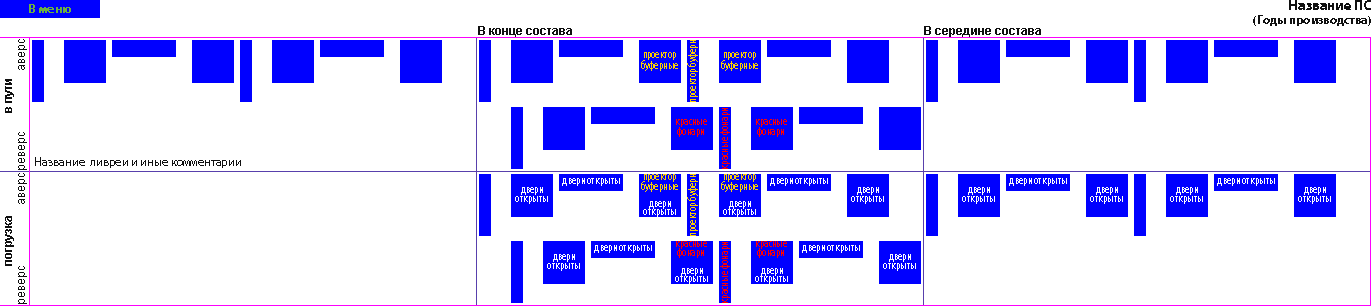 В меню
Название ПС
(Годы производства)
В конце состава
В середине состава
в пути
аверс
реверс
проектор
буферные
проектор буферн
проектор
буферные
красные
фонари
красные фонари
красные
фонари
Название ливреи и иные комментарии
погрузка
аверс
реверс
двери
открыты
двери открыты
проектор
буферные
двери
открыты
проектор буферн
проектор
буферные
двери
открыты
двери открыты
двери
открыты
двери
открыты
двери открыты
двери
открыты
двери
открыты
двери открыты
двери
открыты
двери
открыты
двери открыты
красные
фонари
двери
открыты
красные фонари
красные
фонари
двери
открыты
двери открыты
двери
открыты